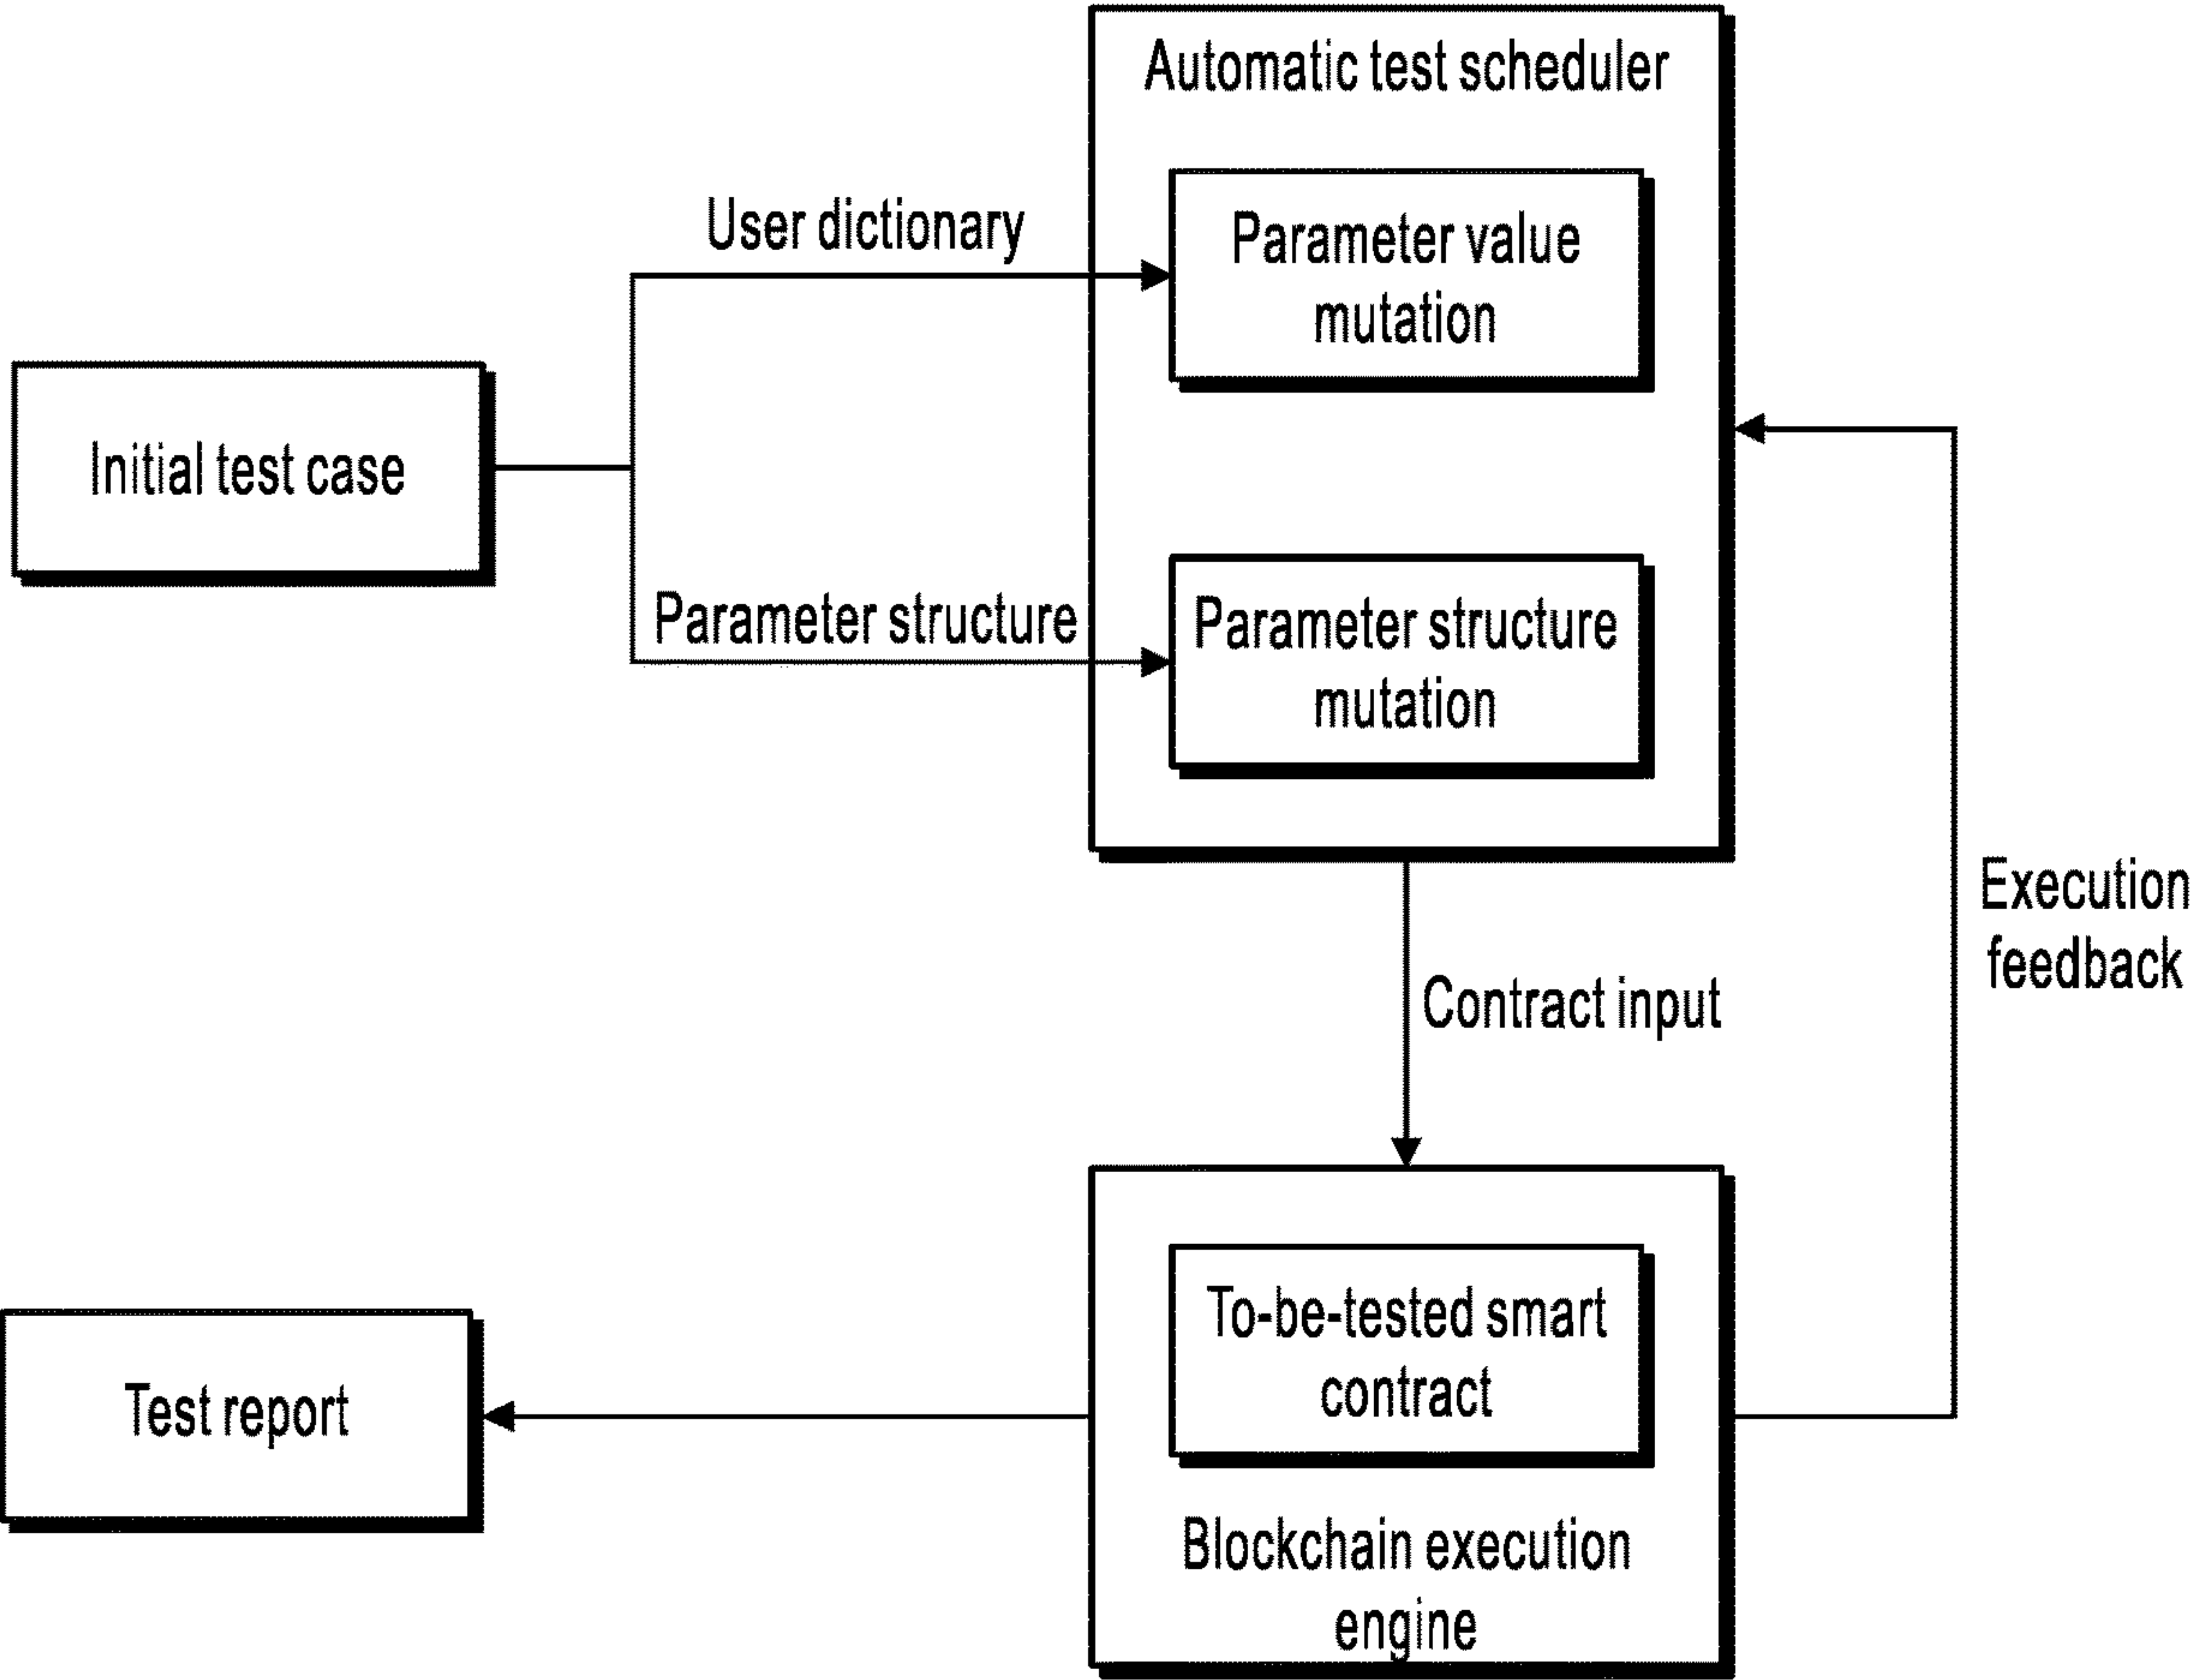 Automatic test scheduler
User dictionary
Parameter value
mutation
Initial test case
Parameter structure
Parameter structure
mutation
Execution
feedback
Contract input
To-be-tested smart
contract
Test report
Blockchain execution
engine